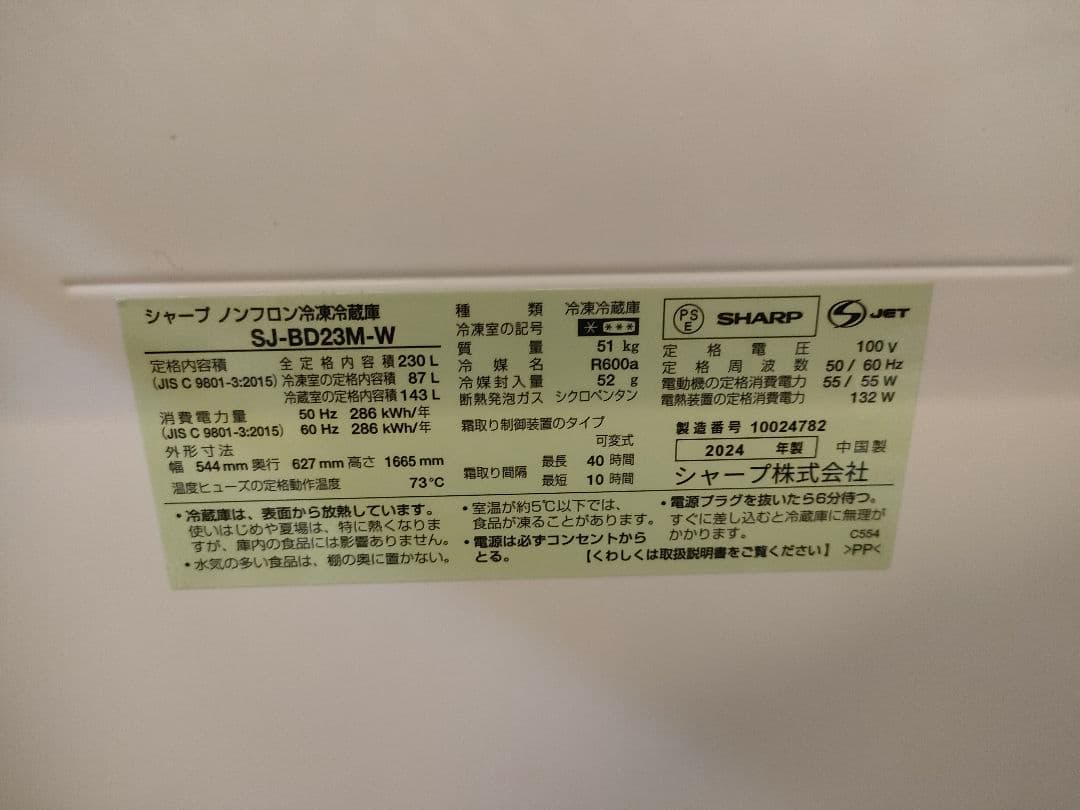 シャープ ノンフロン冷凍冷蔵庫
SJ-BD23M-W
定格内容積 全定格内容積 230 L
(JIS C 9801-3:2015) 冷凍室の定格内容積 87 L
冷蔵室の定格内容積 143 L
消費電力量 50 Hz 286 kWh/年
(JIS C 9801-3:2015) 60 Hz 286 kWh/年
外形寸法
幅 544 mm 奥行 627 mm 高さ 1665 mm
温度ヒューズの定格動作温度 73℃
種類 冷凍冷蔵庫
冷凍室の記号 ＊＊＊＊
質量 51 kg
冷媒名 R600a
冷媒封入量 52 g
断熱発泡ガス シクロペンタン
霜取り制御装置のタイプ
可変式
霜取り間隔 最長 40 時間
最短 10 時間
PS
E
SHARP
S JET
定格電圧 100 V
定格周波数 50 / 60 Hz
電動機の定格消費電力 55 / 55 W
電熱装置の定格消費電力 132 W
製造番号 10024782
2024 年製 中国製
シャープ株式会社
・冷蔵庫は、表面から放熱しています。
使いはじめや夏場は、特に熱くなりま
すが、庫内の食品には影響ありません。
・水気の多い食品は、棚の奥に置かない。
・室温が約5℃以下では、
食品が凍ることがあります。
・電源は必ずコンセントから
とる。
・電源プラグを抜いたら6分待つ。
すぐに差し込むと冷蔵庫に無理が
かかります。 C554
【くわしくは取扱説明書をご覧ください】 >PP<